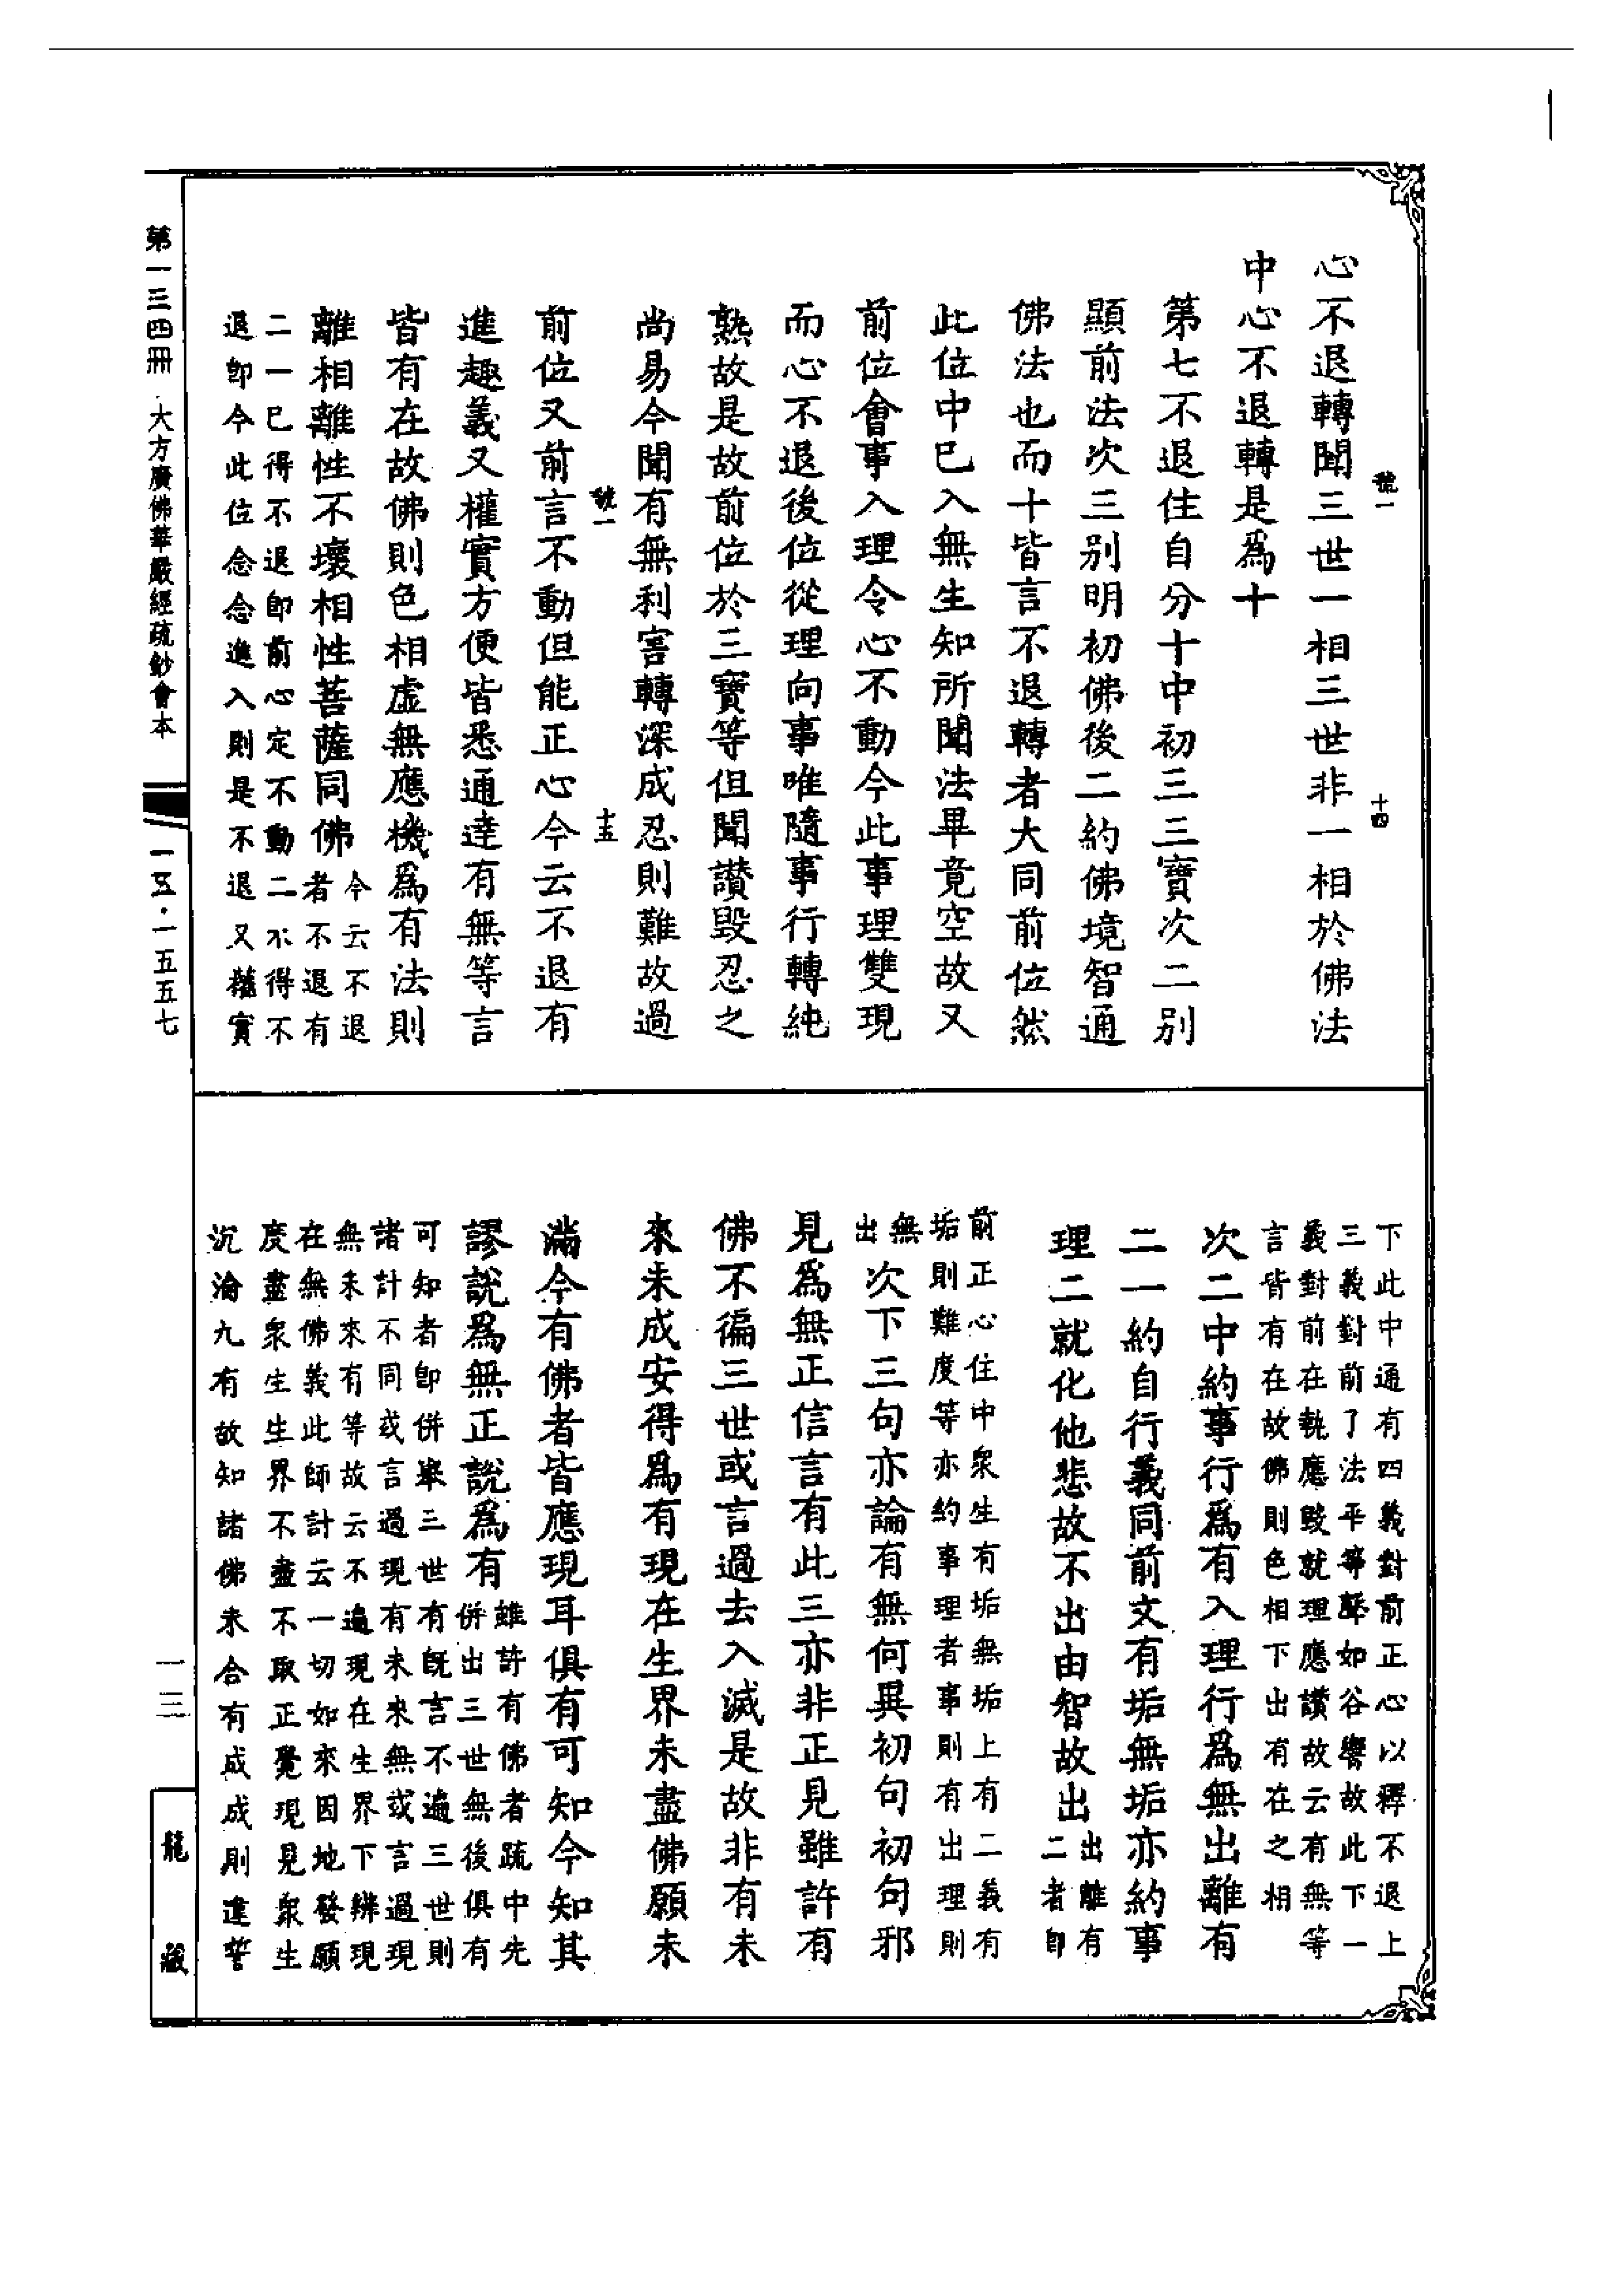 心不退轉聞三世一相三世非一相於佛法
號一
十四
中心不退轉是爲十
第七不退住自分十中初三三寶次二别
顯前法次三别明初佛後二約佛境智通
佛法也而十皆言不退轉者大同前位然
此位中已入無生知所聞法畢竟空故又
前位會事入理令心不動今此事理雙現
而心不退後位從理向事唯隨事行轉純
熟故是故前位於三寶等但聞讃毀忍之
尚易今聞有無利害轉深成忍則難故過
號一
十五
前位又前言不動但能正心今云不退有
進趣義又權實方便皆悉通達有無等言
皆有在故佛則色相虛無應機爲有法則
離相離性不壞相性菩薩同佛
今云不退
者不退有
二一已得不退即前心定不動二不得不
退即今此位念念進入則是不退又權實
第一三四冊 大方廣佛華嚴經疏鈔會本
一五·一五五七
下此中通有四義對前正心以釋不退上
三義對前了法平等聲如谷響故此下一
義對前在執應毀就理應讃故云有無等
言皆有在故佛則色相下出有在之相
次二中約事行爲有入理行爲無出離有
二一約自行義同前文有垢無垢亦約事
理二就化他悲故不出由智故出
出離有
二者即
前正心住中衆生有垢無垢上有二義有
垢則難度等亦約事理者事則有出理則
無
出
次下三句亦論有無何異初句初句邪
見爲無正信言有此三亦非正見雖許有
佛不徧三世或言過去入滅是故非有未
來未成安得爲有現在生界未盡佛願未
滿今有佛者皆應現耳俱有可知今知其
謬說爲無正說爲有
雖許有佛者疏中先
併出三世無後俱有
可知者即併舉三世有既言不遍三世則
諸計不同或言過現有未來無或言過現
無未來有等故云不遍現在生界下辨現
在無佛義此師計云一切如來因地發願
度盡衆生生界不盡不取正覺現見衆生
沉淪九有故知諸佛未合有成成則違誓
一三
龍藏